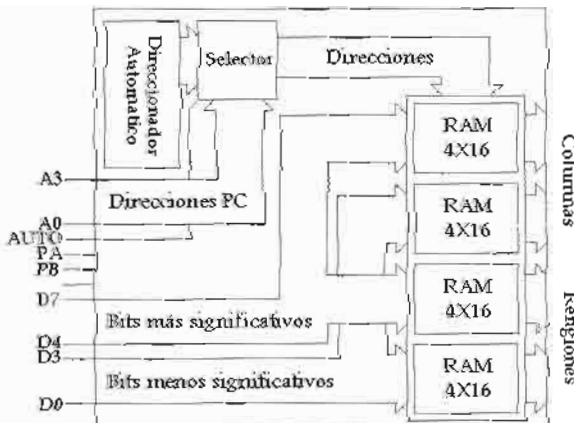 Direccionador
Automatico
Selector
Direcciones
RAM
4X16
RAM
4X16
RAM
4X16
RAM
4X16
Columnas
Renglones
A3
Direcciones PC
A0
AUTO
PA
PB
D7
Bits más significativos
D4
D3
Bits menos significativos
D0